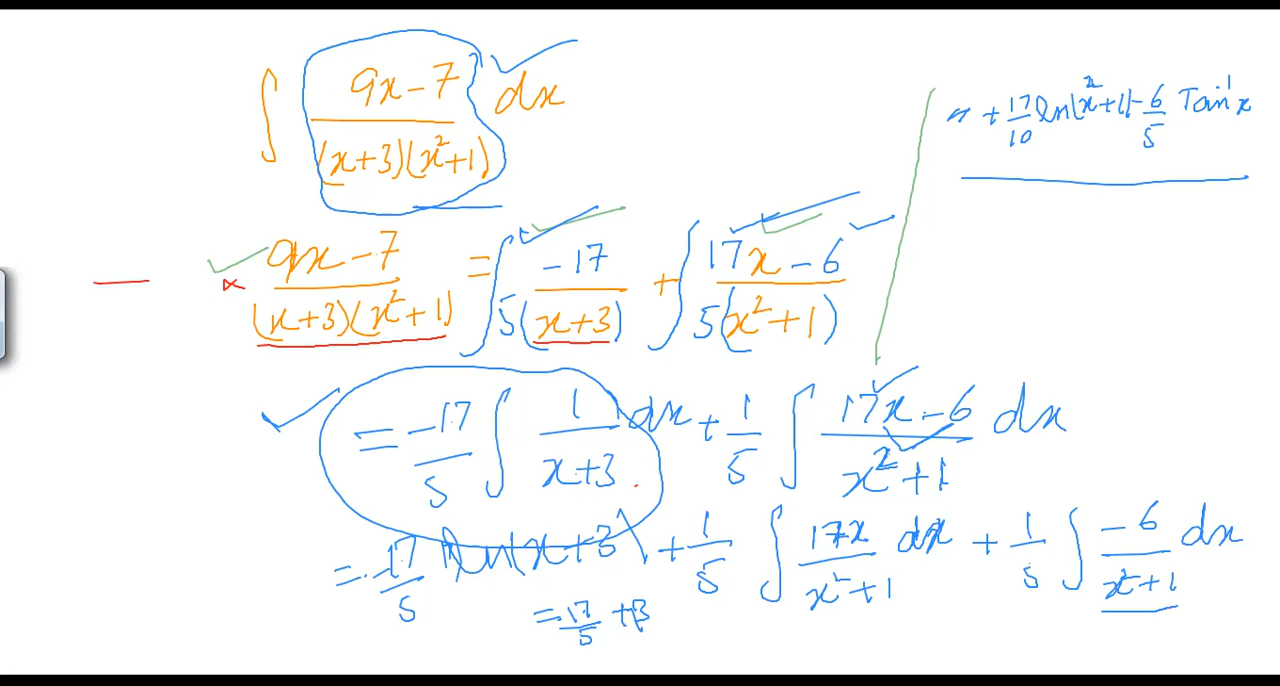 ∫ (9x−7)/((x+3)(x²+1)) dx
(9x−7)/((x+3)(x²+1)) = ∫ −17/(5(x+3)) + ∫ (17x−6)/(5(x²+1))
= −17/5 ∫ 1/(x+3) dx + 1/5 ∫ (17x−6)/(x²+1) dx
= −17/5 ln(x+3) + 1/5 ∫ 17x/(x²+1) dx + 1/5 ∫ −6/(x²+1) dx
= −17/5 +
〃 + 17/10 ln|x²+1| − 6/5 Tan⁻¹x